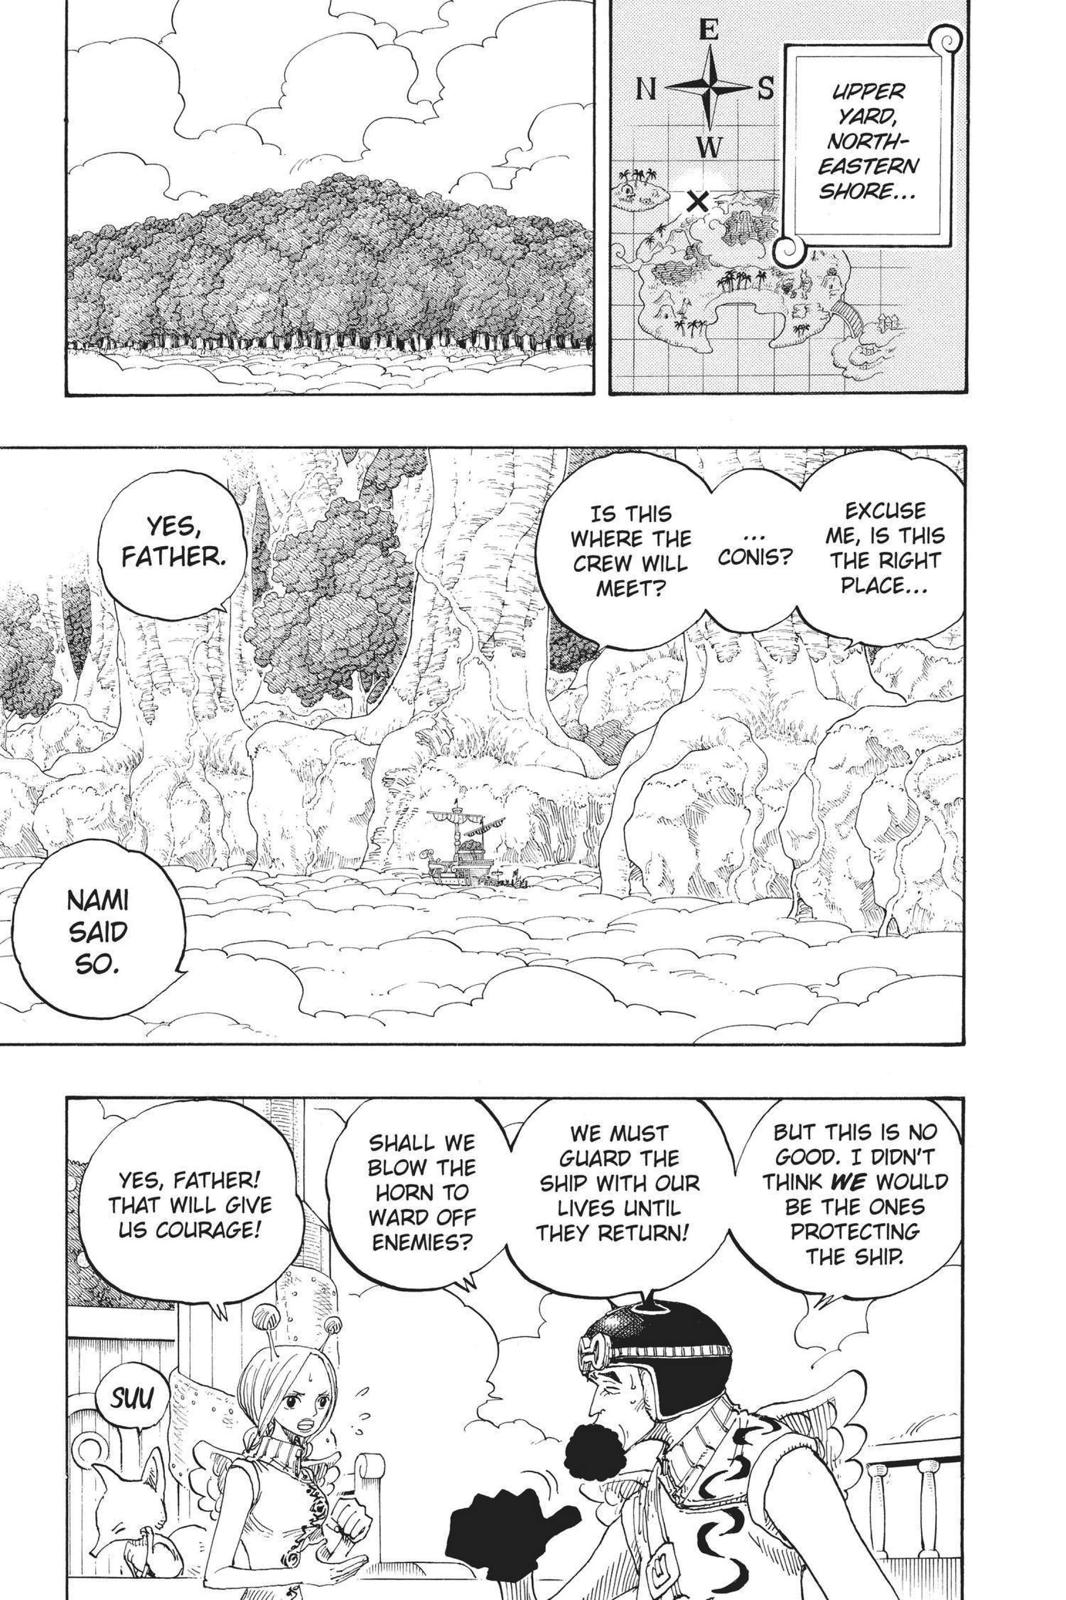 E
N
S
W
UPPER
YARD,
NORTH-
EASTERN
SHORE...
EXCUSE
ME, IS THIS
THE RIGHT
PLACE...
...
CONIS?
IS THIS
WHERE THE
CREW WILL
MEET?
YES,
FATHER.
NAMI
SAID
SO.
BUT THIS IS NO
GOOD. I DIDN'T
THINK WE WOULD
BE THE ONES
PROTECTING
THE SHIP.
WE MUST
GUARD THE
SHIP WITH OUR
LIVES UNTIL
THEY RETURN!
SHALL WE
BLOW THE
HORN TO
WARD OFF
ENEMIES?
YES, FATHER!
THAT WILL GIVE
US COURAGE!
SUU